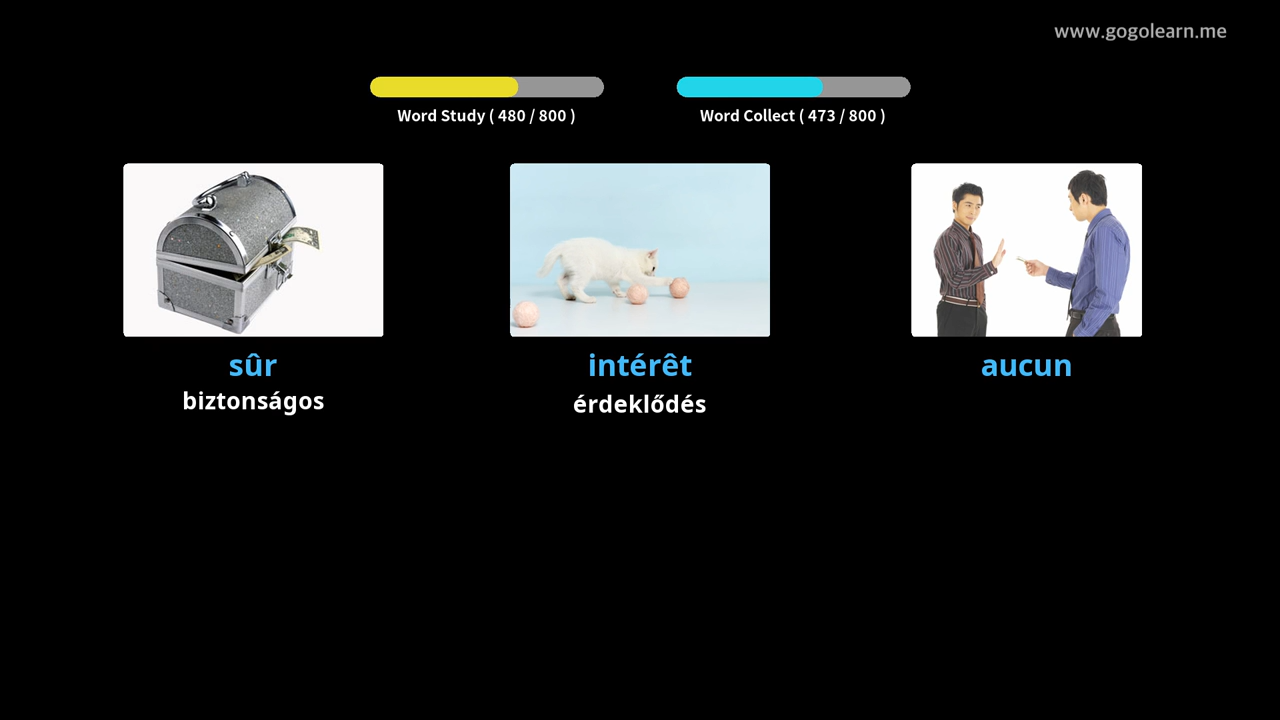 www.gogolearn.me
Word Study ( 480 / 800 )
Word Collect ( 473 / 800 )
sûr
biztonságos
intérêt
érdeklődés
aucun